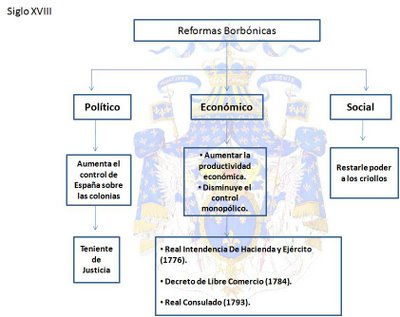 Siglo XVIII
Reformas Borbónicas
Político
Económico
Social
Aumenta el
control de
España sobre
las colonias
• Aumentar la
productividad
económica.
• Disminuye el
control
monopólico.
Restarle poder
a los criollos
Teniente
de
Justicia
• Real Intendencia De Hacienda y Ejército
(1776).
• Decreto de Libre Comercio (1784).
• Real Consulado (1793).